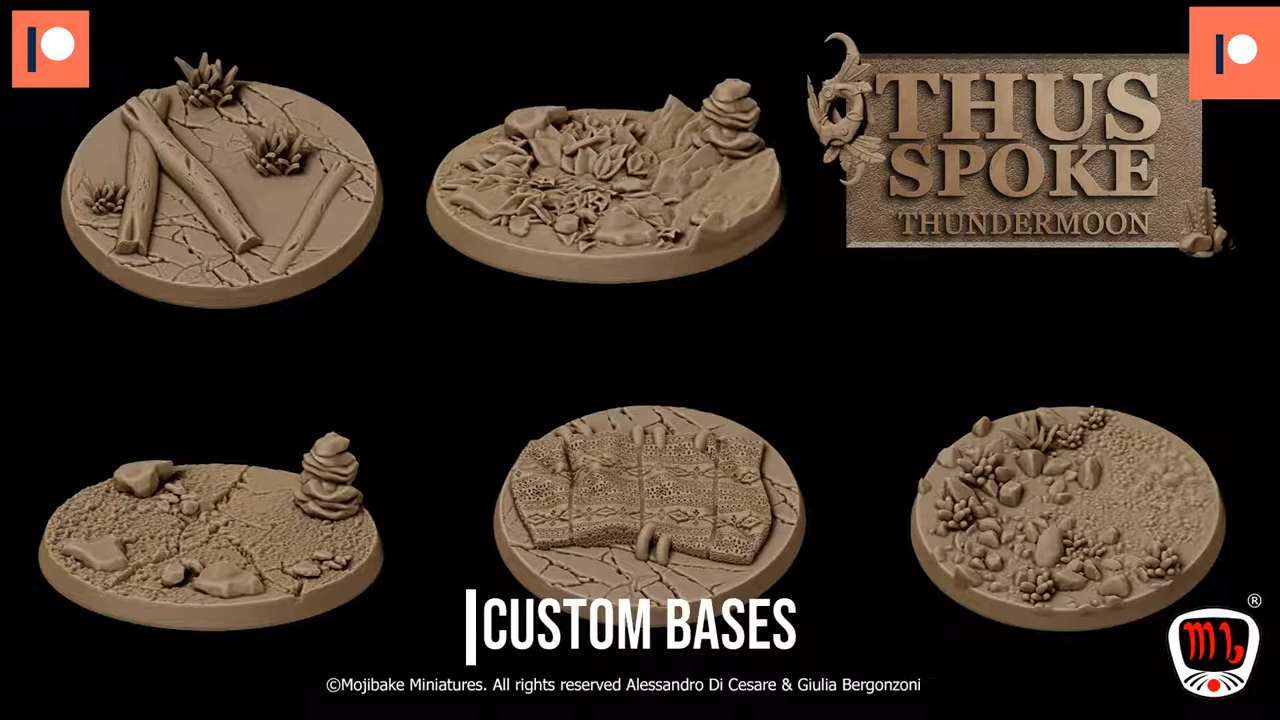 THUS
SPOKE
THUNDERMOON
CUSTOM BASES
®
©Mojibake Miniatures. All rights reserved Alessandro Di Cesare & Giulia Bergonzoni